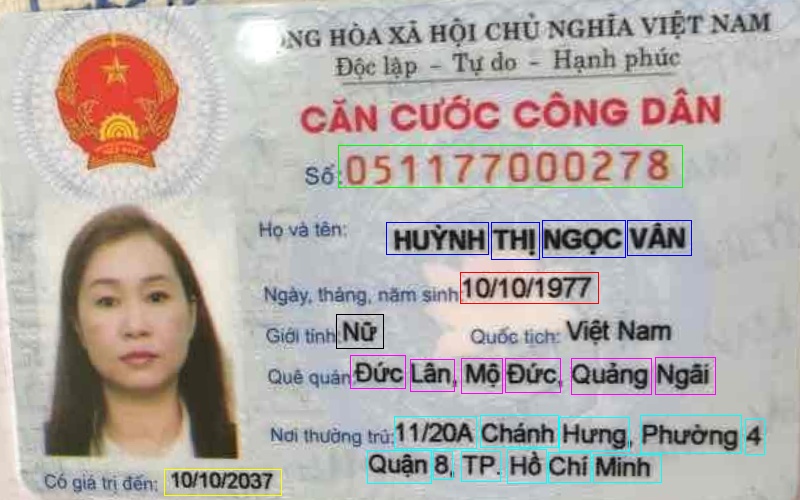 NG HÒA XÃ HỘI CHỦ NGHĨA VIỆT NAM
Độc lập - Tự do - Hạnh phúc
CĂN CƯỚC CÔNG DÂN
Số: 051177000278
Họ và tên: HUỲNH THỊ NGỌC VÂN
Ngày, tháng, năm sinh: 10/10/1977
Giới tính: Nữ Quốc tịch: Việt Nam
Quê quán: Đức Lân, Mộ Đức, Quảng Ngãi
Nơi thường trú: 11/20A Chánh Hưng, Phường 4
Quận 8, TP. Hồ Chí Minh
Có giá trị đến: 10/10/2037